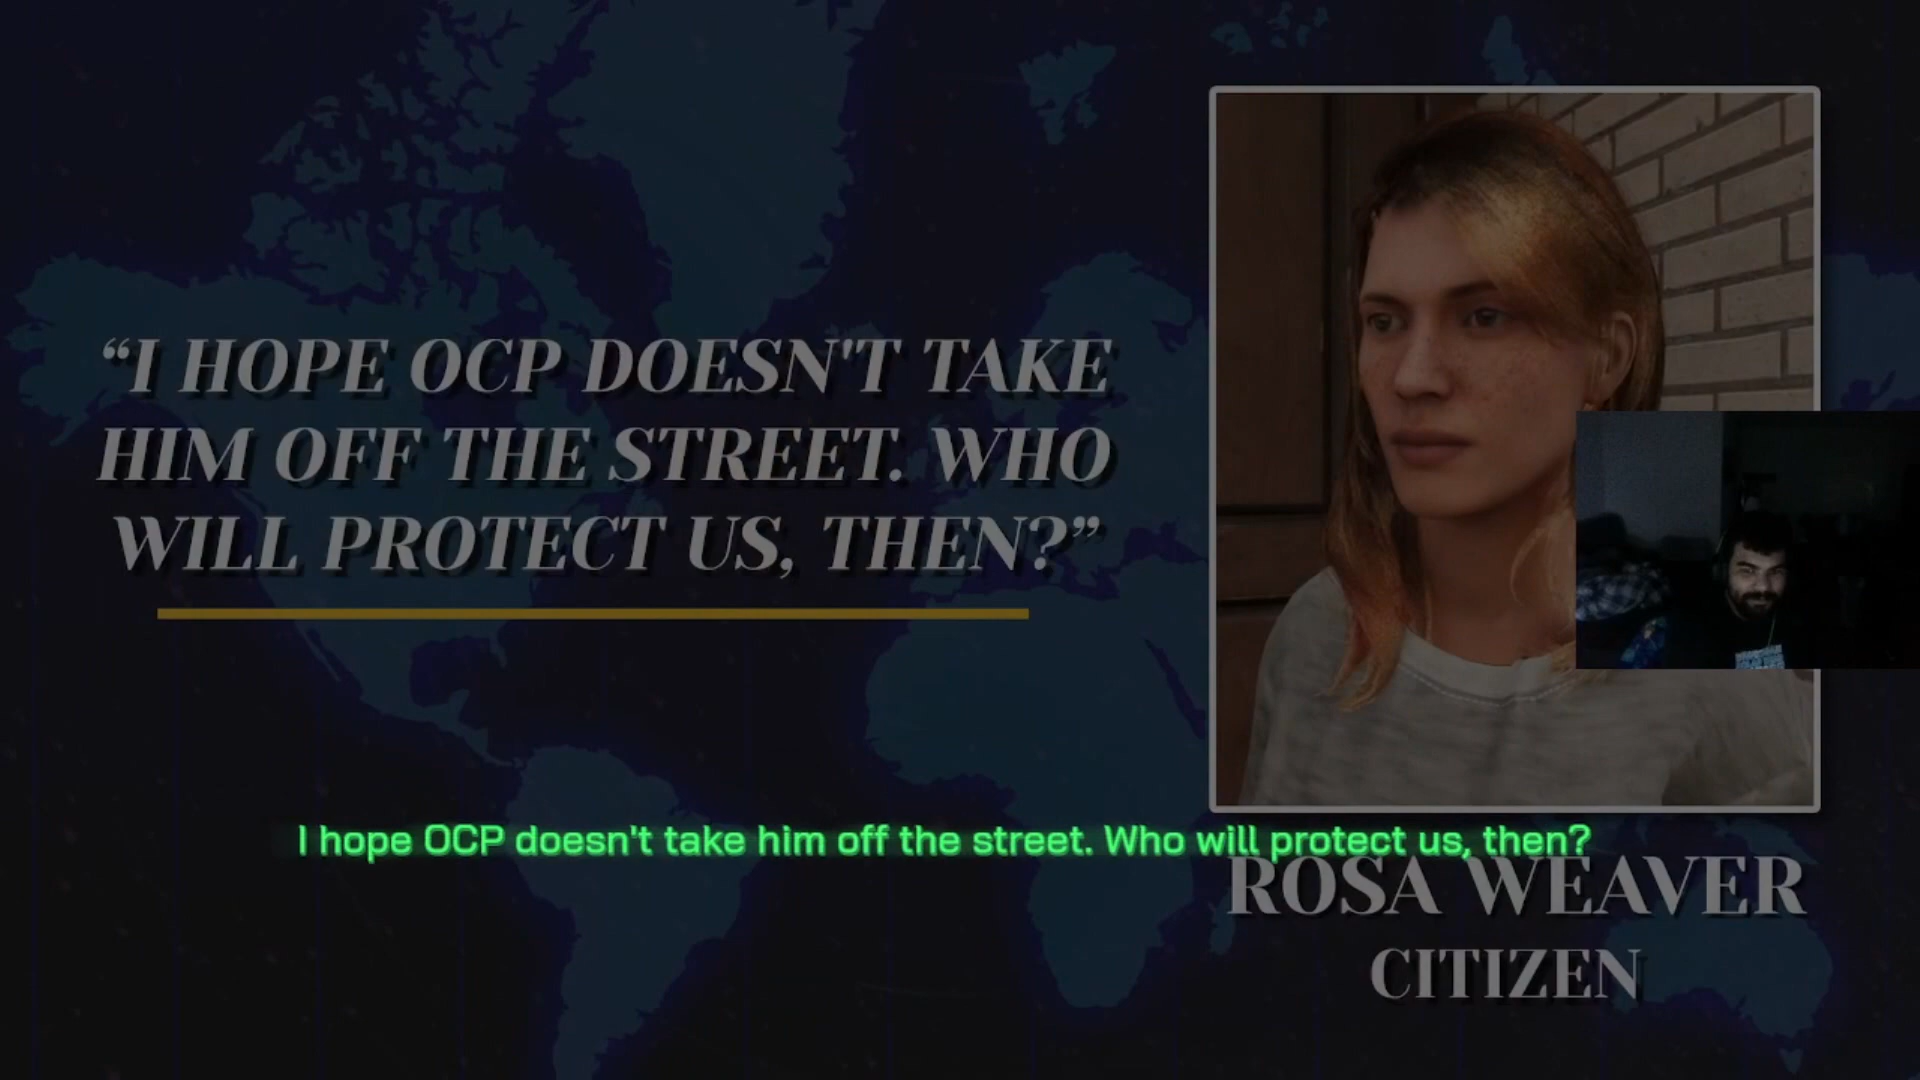 “I HOPE OCP DOESN'T TAKE
HIM OFF THE STREET. WHO
WILL PROTECT US, THEN?”
I hope OCP doesn't take him off the street. Who will protect us, then?
ROSA WEAVER
CITIZEN